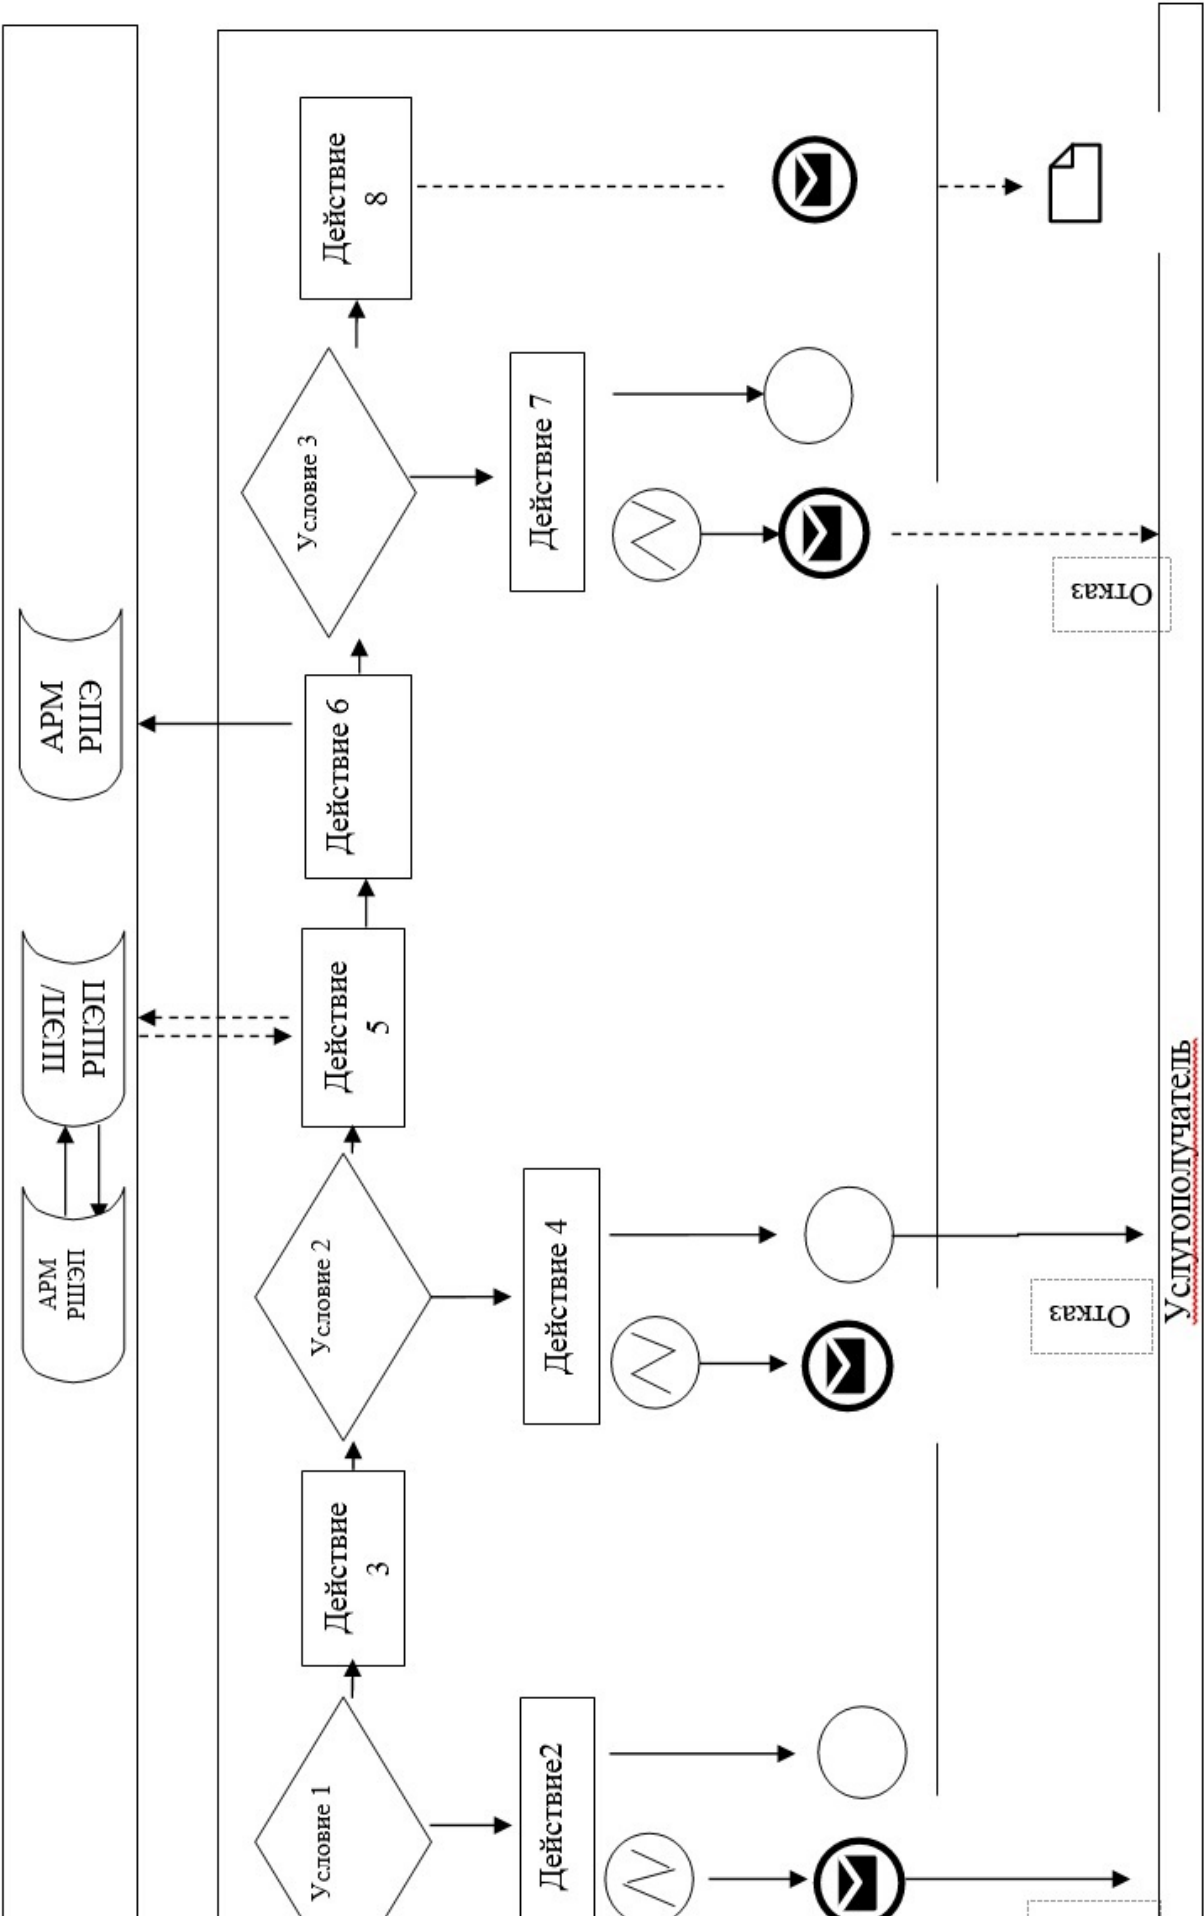 АРМ
РШЭП
ШЭП/
РШЭП
АРМ
РШЭ
Условие 1
Действие
3
Условие 2
Действие
5
Действие 6
Условие 3
Действие
8
Действие2
Действие 4
Действие 7
Отказ
Отказ
Услугополучатель